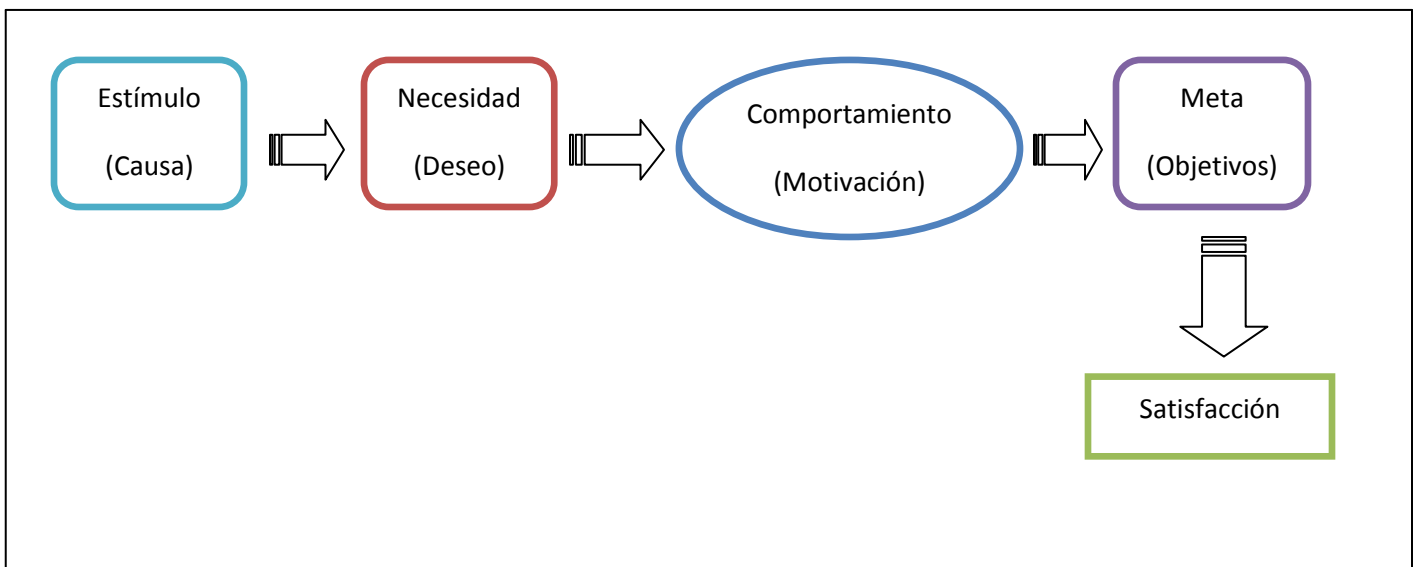 Estímulo
(Causa)
Necesidad
(Deseo)
Comportamiento
(Motivación)
Meta
(Objetivos)
Satisfacción